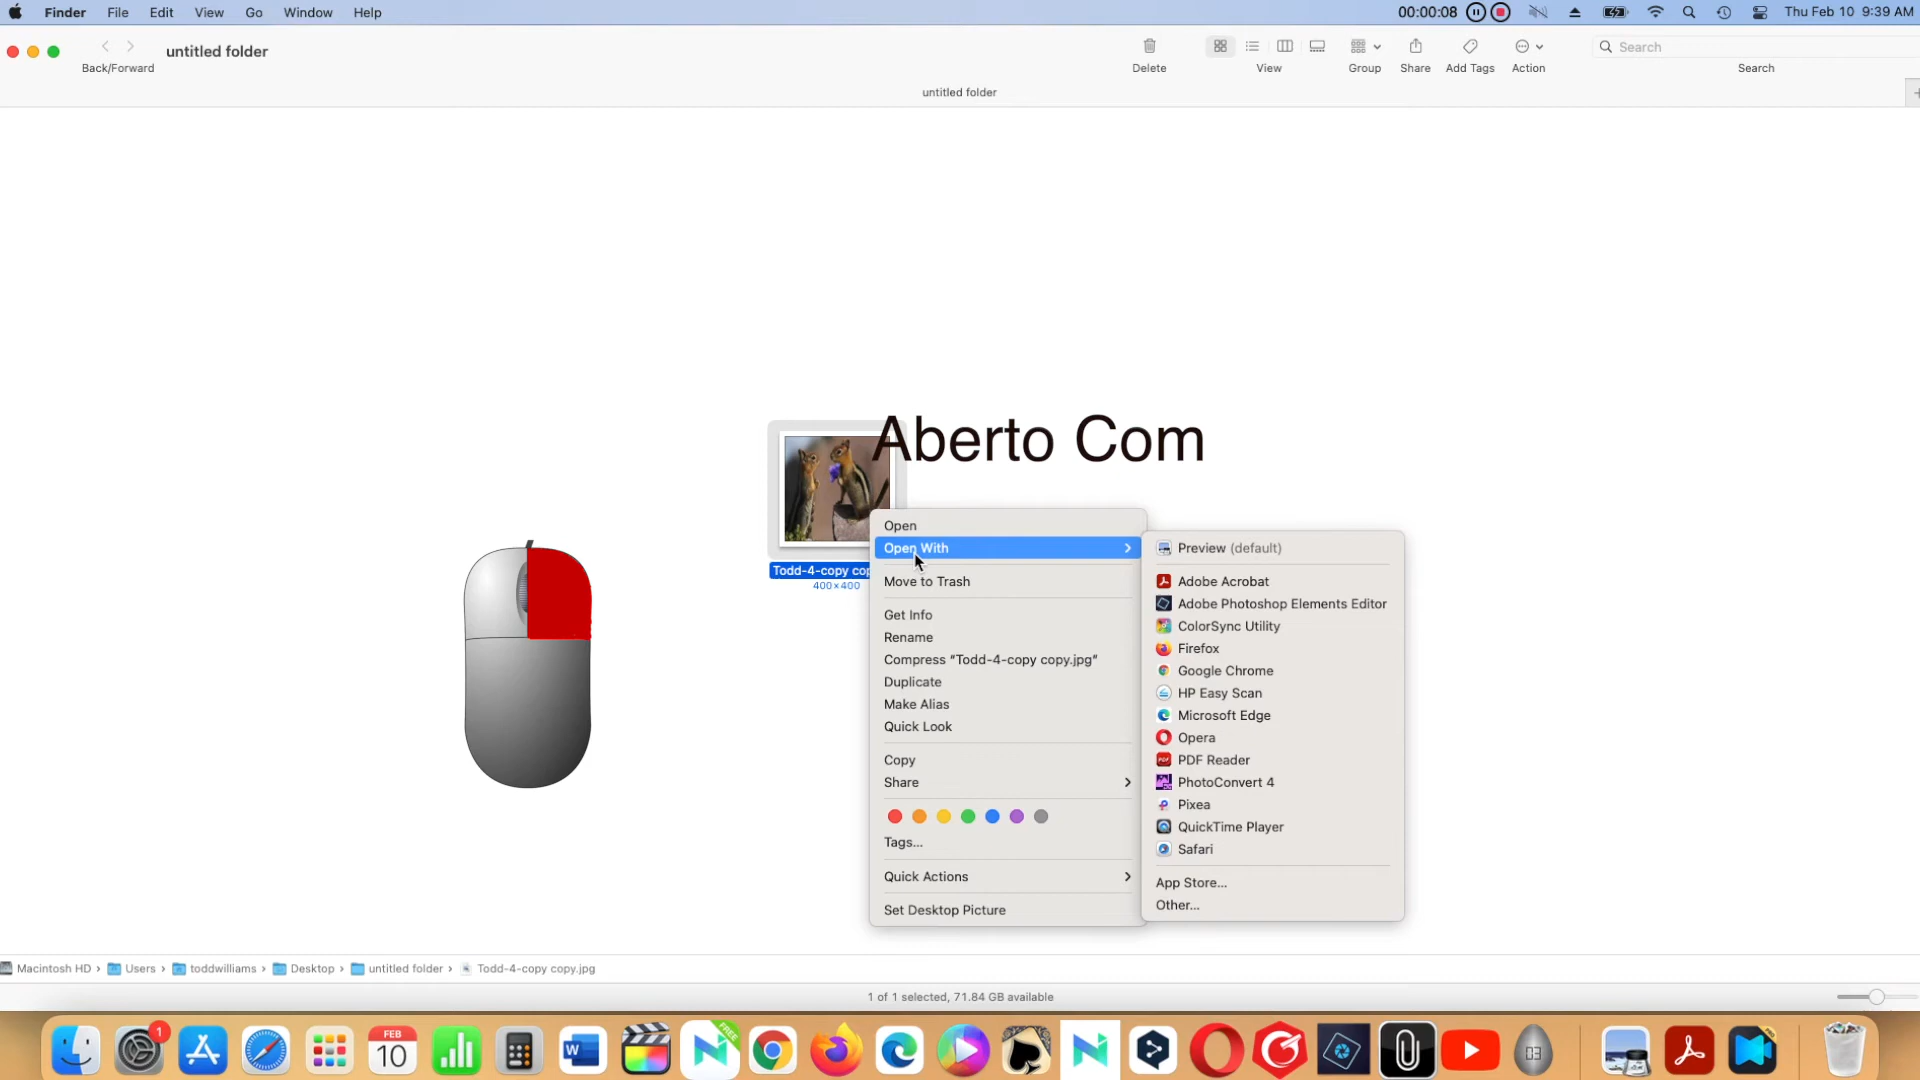 Finder File Edit View Go Window Help 00:00:08 Thu Feb 10 9:39 AM
untitled folder
Back/Forward Delete View Group Share Add Tags Action Search
Search
untitled folder
Aberto Com
Todd-4-copy cop
400×400
Open
Open With
Move to Trash
Get Info
Rename
Compress “Todd-4-copy copy.jpg”
Duplicate
Make Alias
Quick Look
Copy
Share
Tags...
Quick Actions
Set Desktop Picture
Preview (default)
Adobe Acrobat
Adobe Photoshop Elements Editor
ColorSync Utility
Firefox
Google Chrome
HP Easy Scan
Microsoft Edge
Opera
PDF Reader
PhotoConvert 4
Pixea
QuickTime Player
Safari
App Store...
Other...
Macintosh HD › Users › toddwilliams › Desktop › untitled folder › Todd-4-copy copy.jpg
1 of 1 selected, 71.84 GB available
1
FEB
10
W
FREE
03